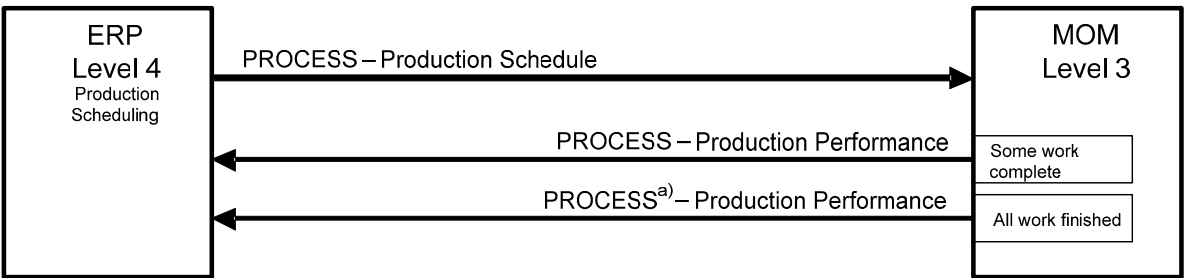 ERP
Level 4
Production
Scheduling
PROCESS – Production Schedule
MOM
Level 3
PROCESS – Production Performance
Some work
complete
PROCESSa) – Production Performance
All work finished